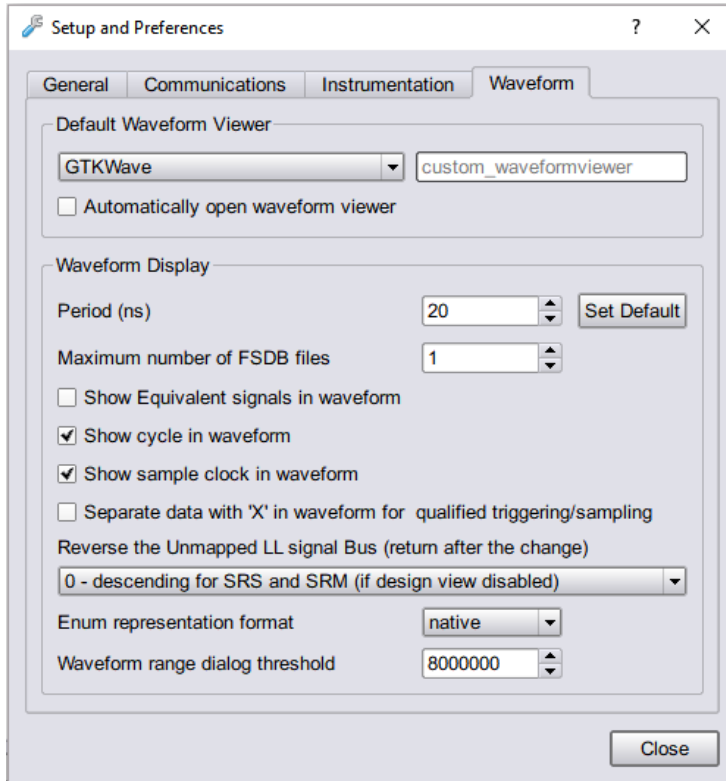 Setup and Preferences ?
General Communications Instrumentation Waveform
Default Waveform Viewer
GTKWave custom_waveformviewer
Automatically open waveform viewer
Waveform Display
Period (ns) 20 Set Default
Maximum number of FSDB files 1
Show Equivalent signals in waveform
Show cycle in waveform
Show sample clock in waveform
Separate data with 'X' in waveform for qualified triggering/sampling
Reverse the Unmapped LL signal Bus (return after the change)
0 - descending for SRS and SRM (if design view disabled)
Enum representation format native
Waveform range dialog threshold 8000000
Close